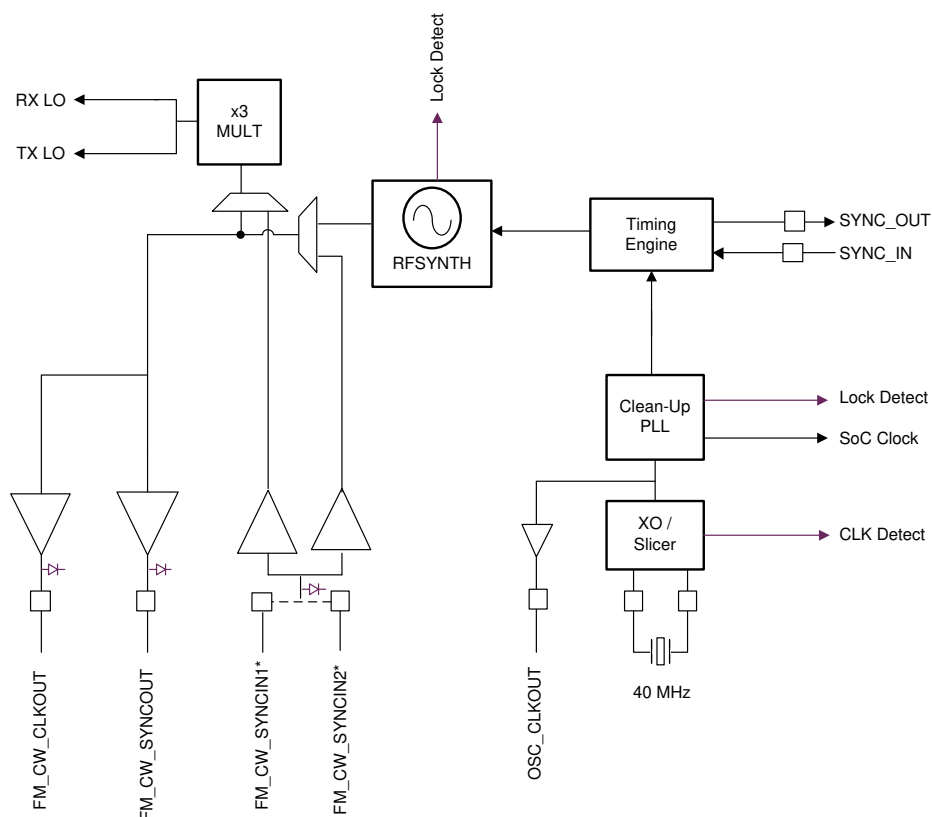 Lock Detect
RX LO
TX LO
x3
MULT
RFSYNTH
Timing
Engine
SYNC_OUT
SYNC_IN
Clean-Up
PLL
Lock Detect
SoC Clock
XO /
Slicer
CLK Detect
40 MHz
FM_CW_CLKOUT
FM_CW_SYNCOUT
FM_CW_SYNCIN1*
FM_CW_SYNCIN2*
OSC_CLKOUT